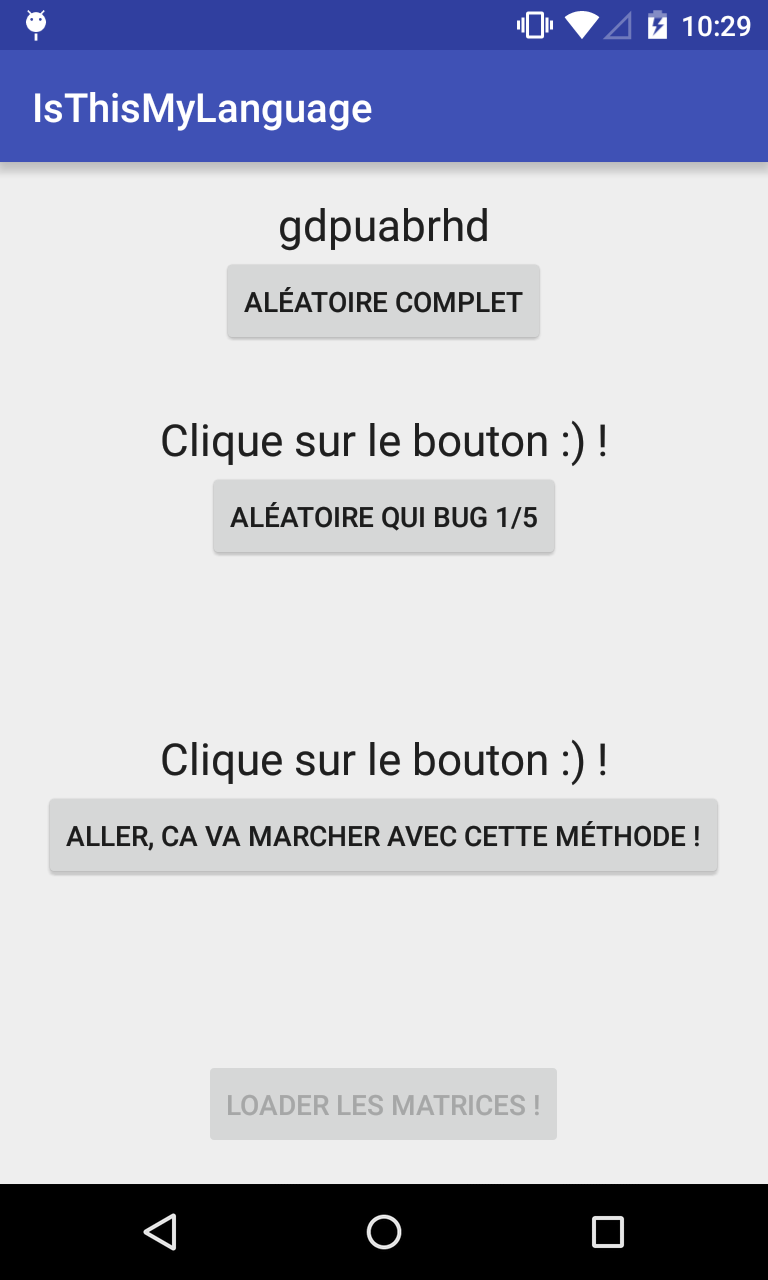 10:29
IsThisMyLanguage
gdpuabrhd
ALÉATOIRE COMPLET
Clique sur le bouton :) !
ALÉATOIRE QUI BUG 1/5
Clique sur le bouton :) !
ALLER, CA VA MARCHER AVEC CETTE MÉTHODE !
LOADER LES MATRICES !